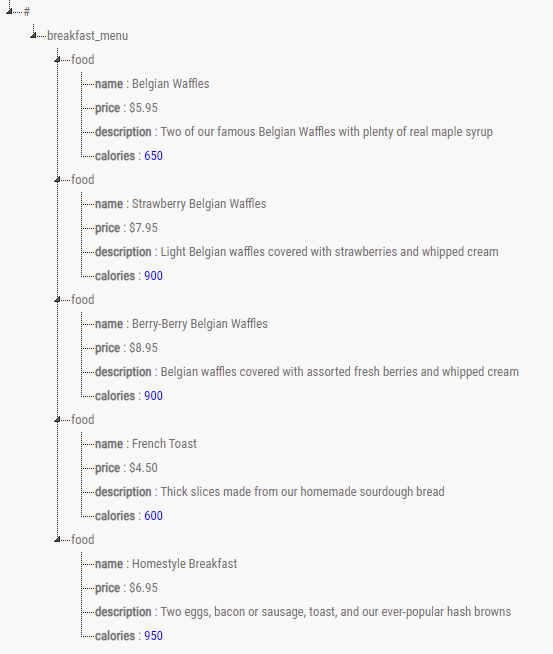 #
breakfast_menu
food
name : Belgian Waffles
price : $5.95
description : Two of our famous Belgian Waffles with plenty of real maple syrup
calories : 650
food
name : Strawberry Belgian Waffles
price : $7.95
description : Light Belgian waffles covered with strawberries and whipped cream
calories : 900
food
name : Berry-Berry Belgian Waffles
price : $8.95
description : Belgian waffles covered with assorted fresh berries and whipped cream
calories : 900
food
name : French Toast
price : $4.50
description : Thick slices made from our homemade sourdough bread
calories : 600
food
name : Homestyle Breakfast
price : $6.95
description : Two eggs, bacon or sausage, toast, and our ever-popular hash browns
calories : 950